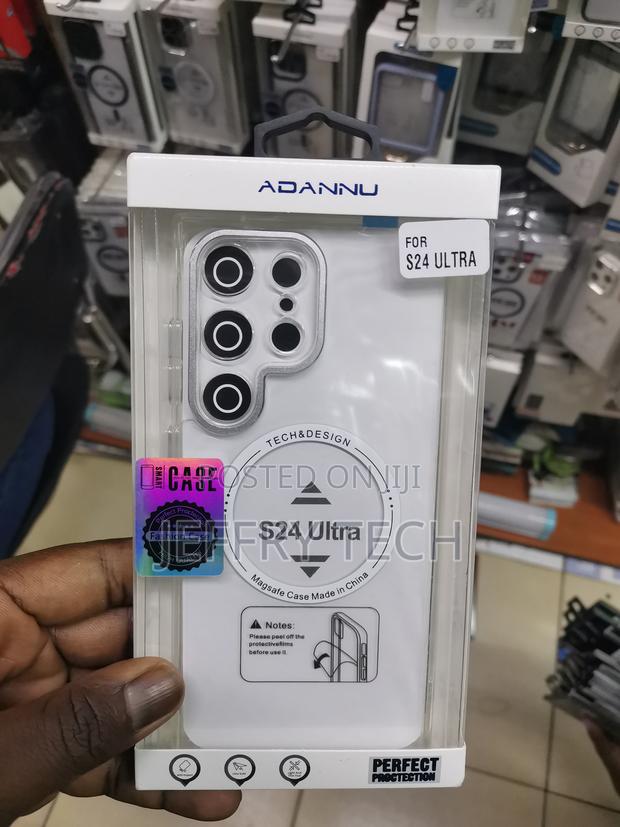 ADANNU
FOR
S24 ULTRA
TECH&DESIGN
SMART
CASE
POSTED ON JIJI
S24 Ultra
JEFFRY TECH
Magsafe Case Made in China
Notes:
Please peel off the
protectivefilms
before use it.
PERFECT
PROCTECTION